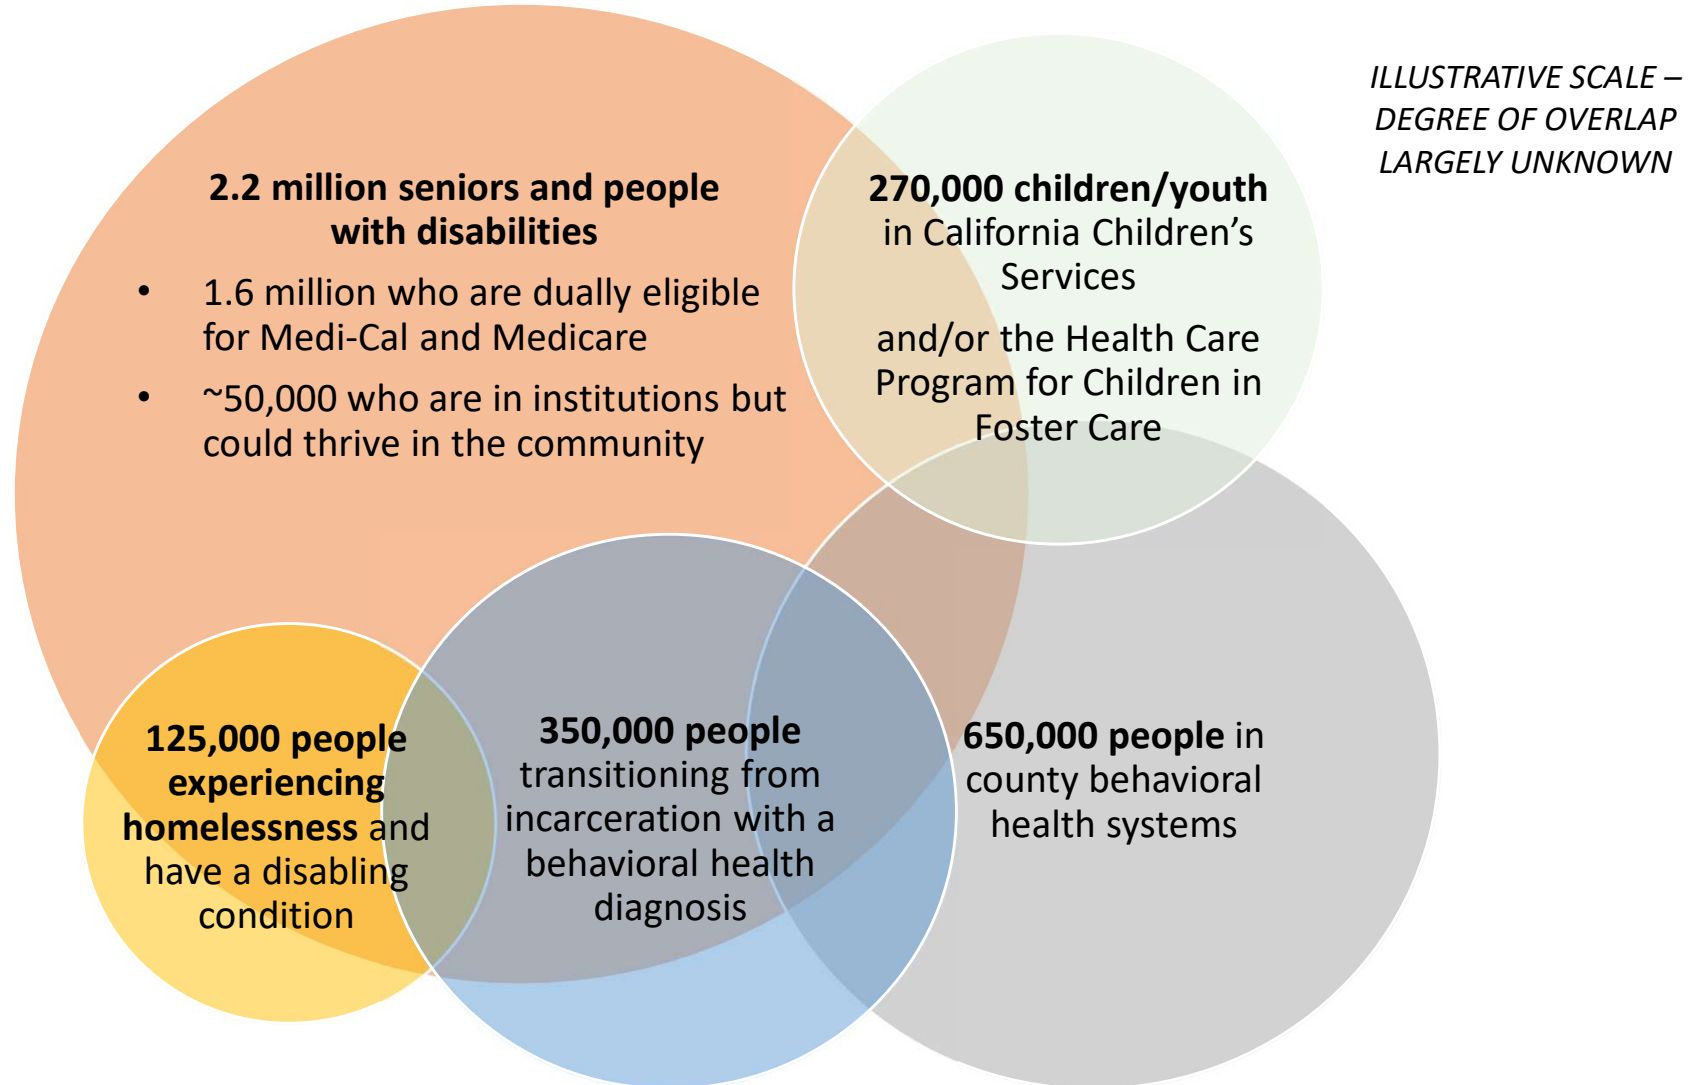 ILLUSTRATIVE SCALE –
DEGREE OF OVERLAP
LARGELY UNKNOWN
2.2 million seniors and people
with disabilities
• 1.6 million who are dually eligible
for Medi-Cal and Medicare
• ~50,000 who are in institutions but
could thrive in the community
270,000 children/youth
in California Children’s
Services
and/or the Health Care
Program for Children in
Foster Care
125,000 people
experiencing
homelessness and
have a disabling
condition
350,000 people
transitioning from
incarceration with a
behavioral health
diagnosis
650,000 people in
county behavioral
health systems